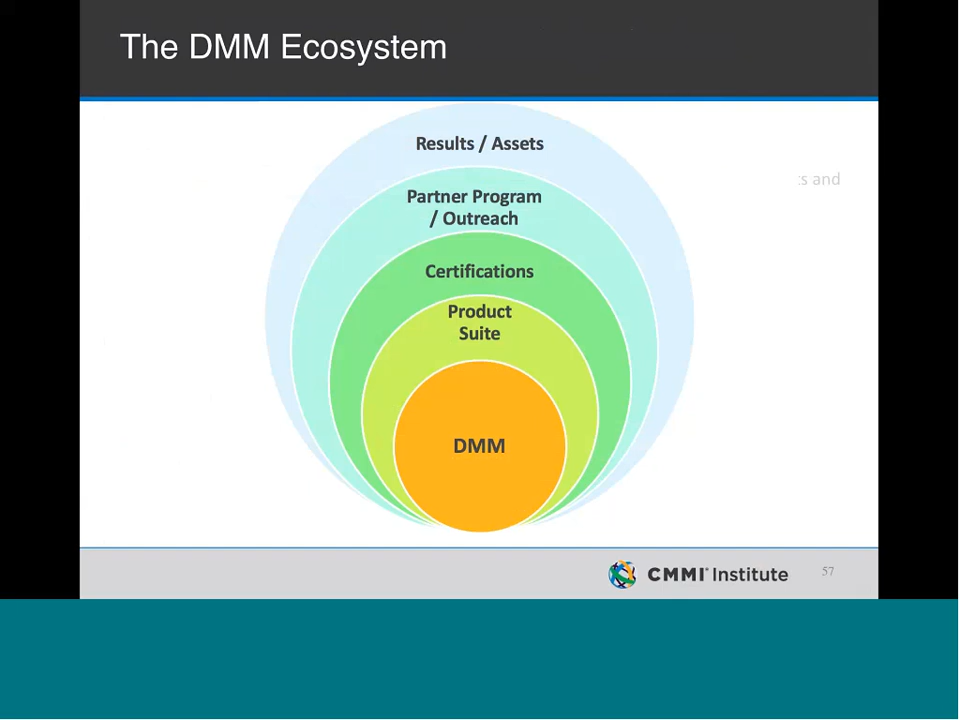 The DMM Ecosystem
Results / Assets
s and
Partner Program
/ Outreach
Certifications
Product
Suite
DMM
CMMI® Institute
57